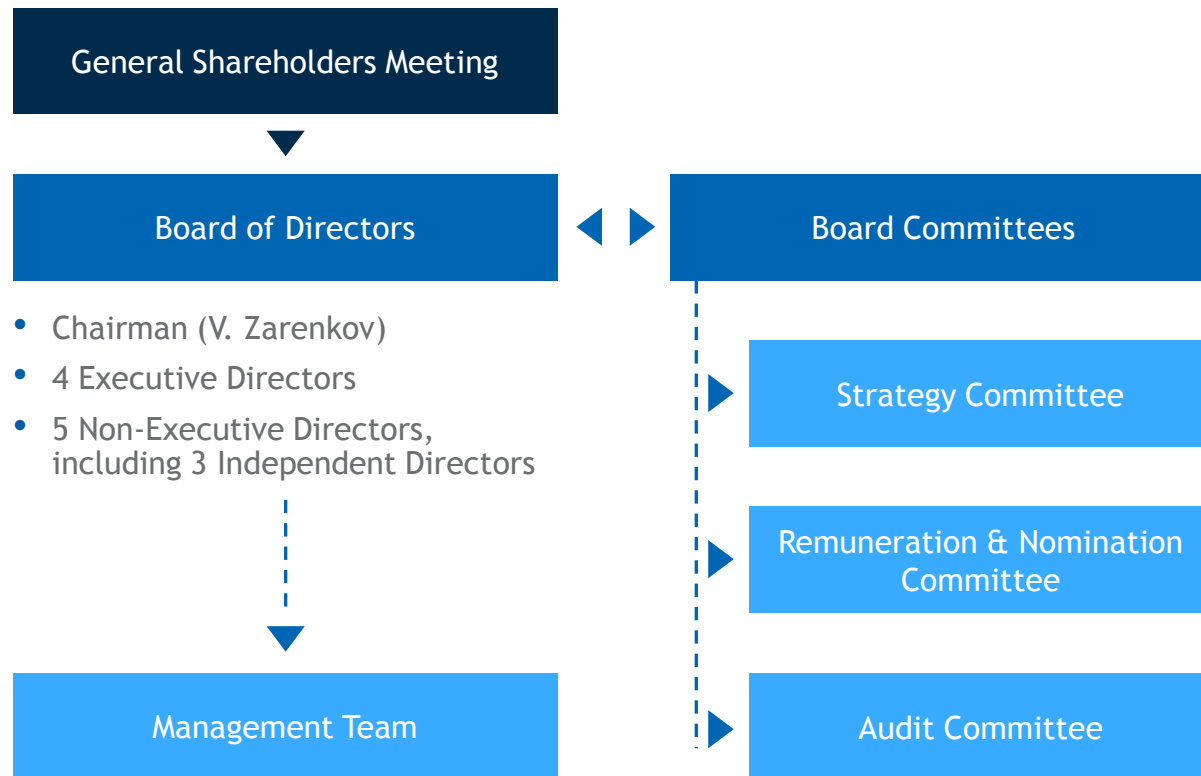 General Shareholders Meeting
Board of Directors
Board Committees
• Chairman (V. Zarenkov)
• 4 Executive Directors
• 5 Non-Executive Directors,
including 3 Independent Directors
Strategy Committee
Remuneration & Nomination
Committee
Management Team
Audit Committee